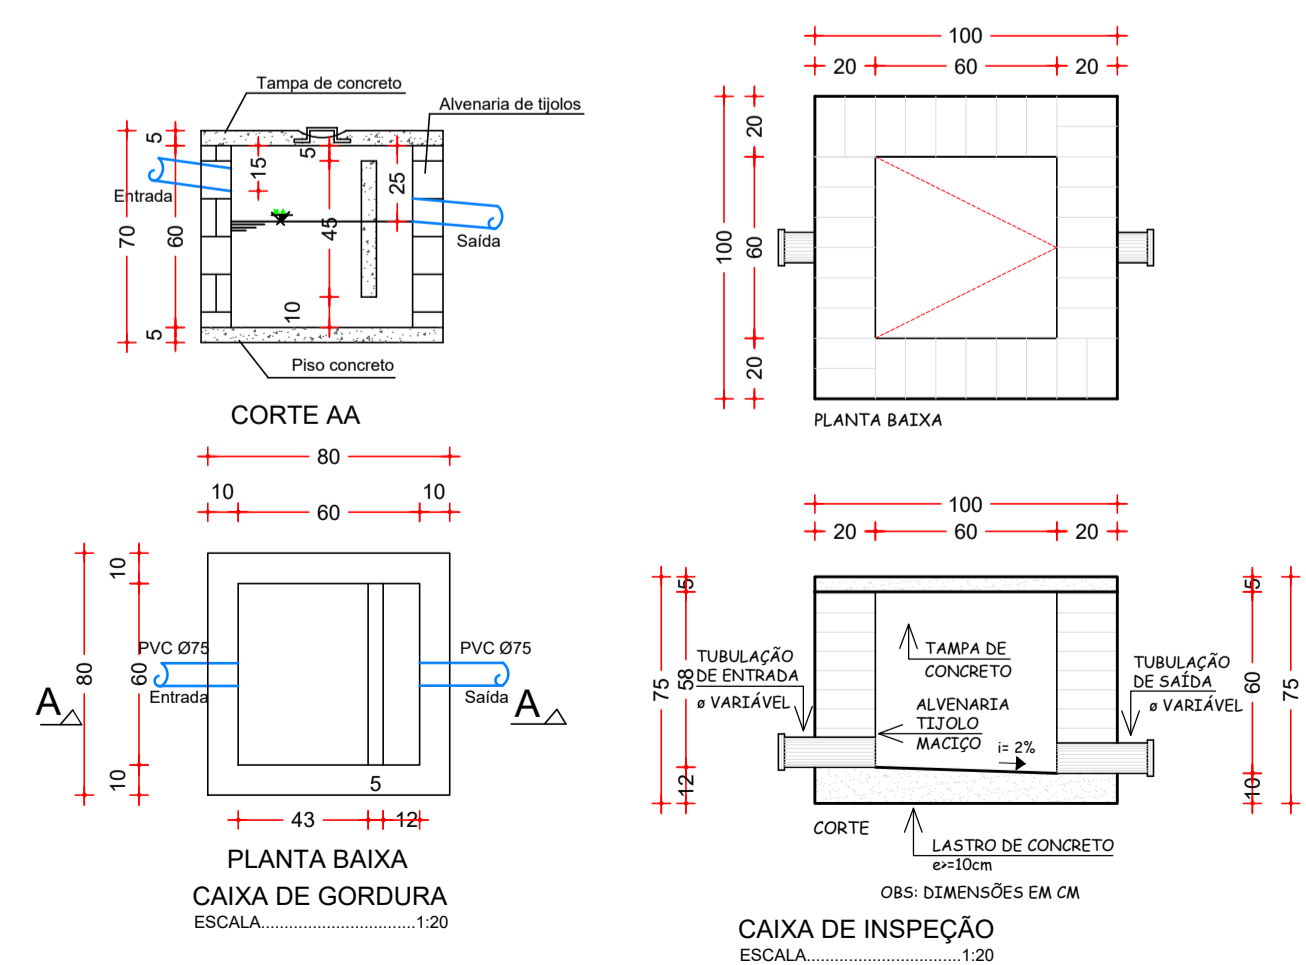 Tampa de concreto
Alvenaria de tijolos
5
15
5
25
Entrada
70
60
45
Saída
10
5
Piso concreto
CORTE AA
80
10
60
10
10
PVC Ø75
PVC Ø75
80
60
Entrada
Saída
A
A
10
5
43
12
PLANTA BAIXA
CAIXA DE GORDURA
ESCALA................................1:20
100
20
60
20
20
100
60
20
PLANTA BAIXA
100
20
60
20
5
5
TUBULAÇÃO
DE ENTRADA
ø VARIÁVEL
TAMPA DE
CONCRETO
TUBULAÇÃO
DE SAÍDA
ø VARIÁVEL
75
58
60
75
ALVENARIA
TIJOLO
MACIÇO
i= 2%
12
10
CORTE
LASTRO DE CONCRETO
e>=10cm
OBS: DIMENSÕES EM CM
CAIXA DE INSPEÇÃO
ESCALA................................1:20